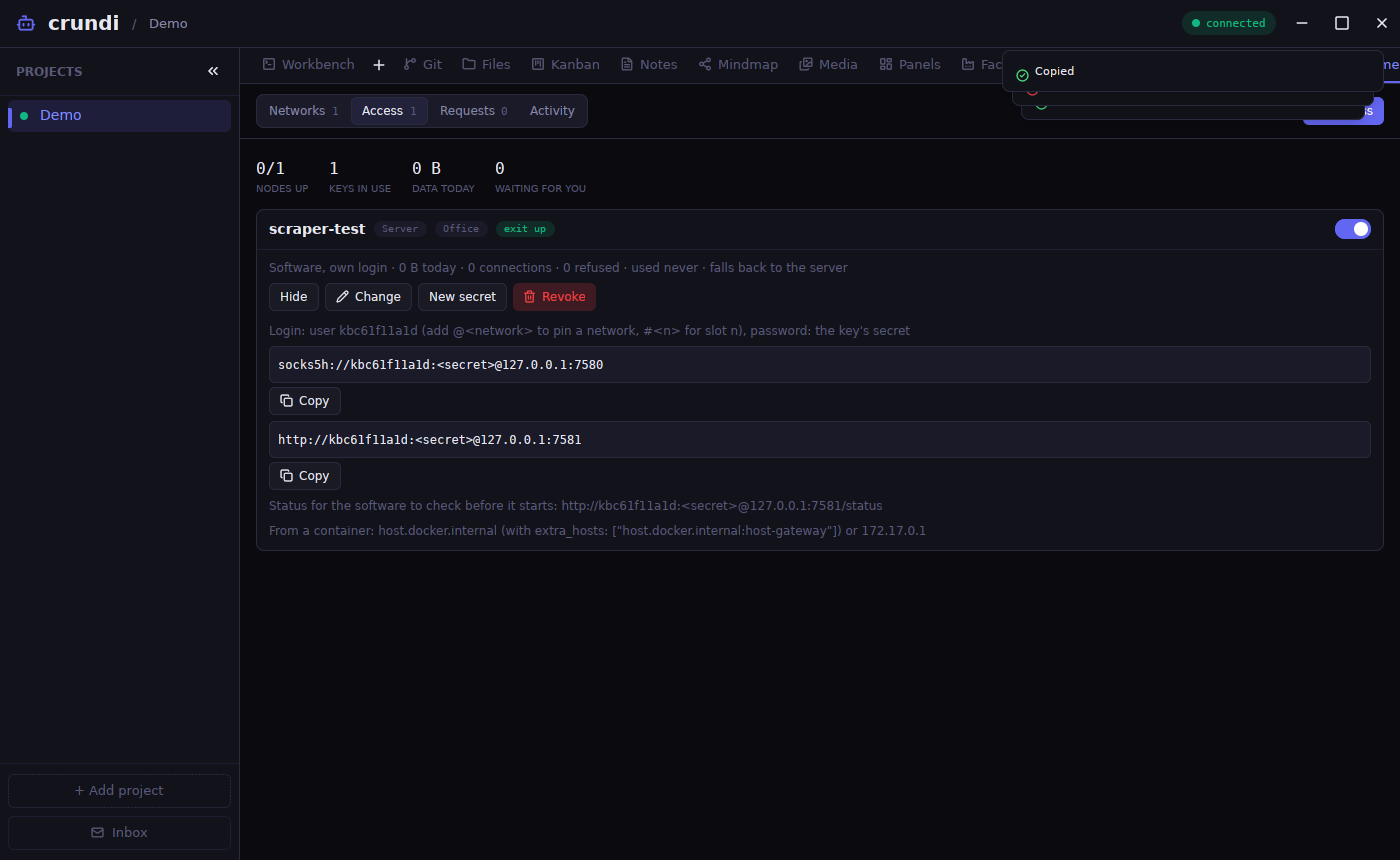 crundi / Demo
connected
PROJECTS
Workbench
Git
Files
Kanban
Notes
Mindmap
Media
Panels
Copied
Demo
Networks 1
Access 1
Requests 0
Activity
0/1
NODES UP
1
KEYS IN USE
0 B
DATA TODAY
0
WAITING FOR YOU
scraper-test Server Office exit up
Software, own login · 0 B today · 0 connections · 0 refused · used never · falls back to the server
Hide
Change
New secret
Revoke
Login: user kbc61f11a1d (add @<network> to pin a network, #<n> for slot n), password: the key's secret
socks5h://kbc61f11a1d:<secret>@127.0.0.1:7580
Copy
http://kbc61f11a1d:<secret>@127.0.0.1:7581
Copy
Status for the software to check before it starts: http://kbc61f11a1d:<secret>@127.0.0.1:7581/status
From a container: host.docker.internal (with extra_hosts: ["host.docker.internal:host-gateway"]) or 172.17.0.1
+ Add project
Inbox